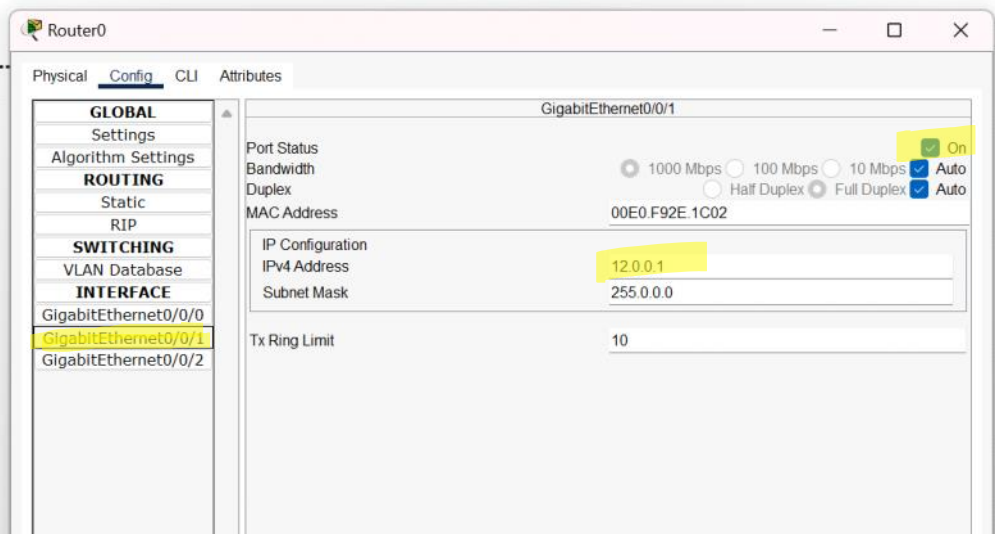 Router0
Physical Config CLI Attributes
GLOBAL
Settings
Algorithm Settings
ROUTING
Static
RIP
SWITCHING
VLAN Database
INTERFACE
GigabitEthernet0/0/0
GigabitEthernet0/0/1
GigabitEthernet0/0/2
GigabitEthernet0/0/1
Port Status On
Bandwidth 1000 Mbps 100 Mbps 10 Mbps Auto
Duplex Half Duplex Full Duplex Auto
MAC Address 00E0.F92E.1C02
IP Configuration
IPv4 Address 12.0.0.1
Subnet Mask 255.0.0.0
Tx Ring Limit 10